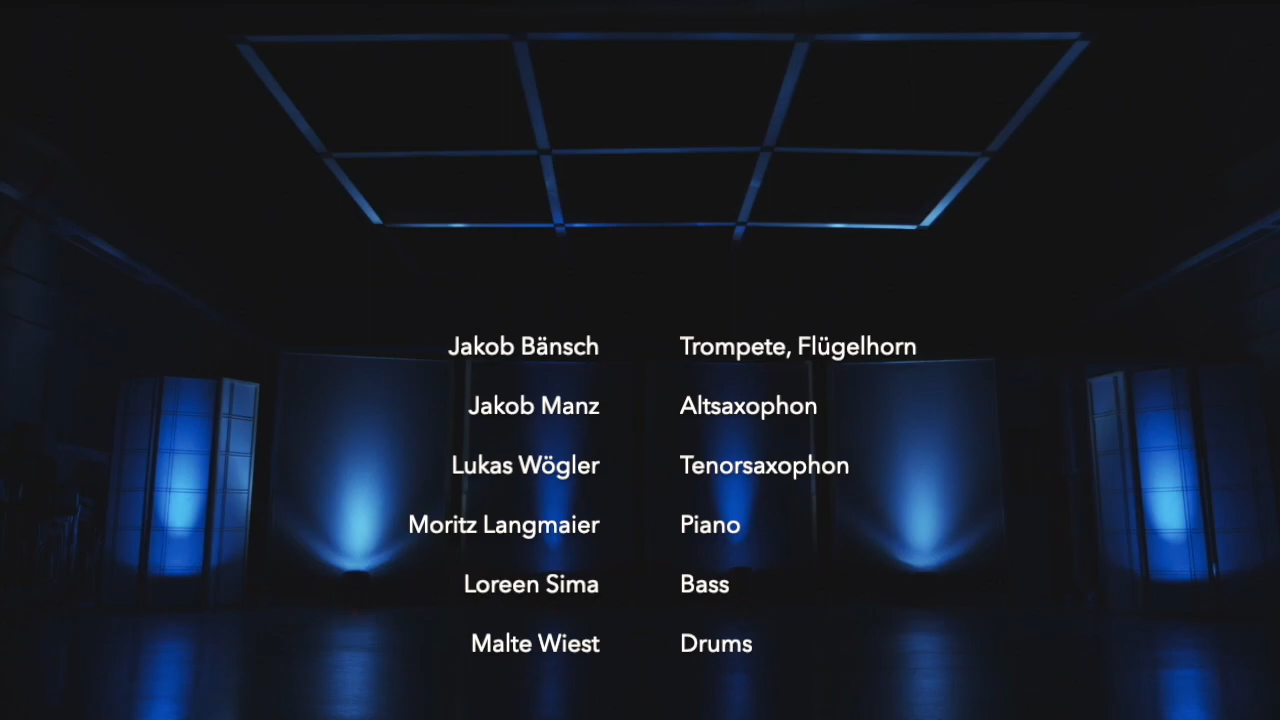 Jakob Bänsch Trompete, Flügelhorn
Jakob Manz Altsaxophon
Lukas Wögler Tenorsaxophon
Moritz Langmaier Piano
Loreen Sima Bass
Malte Wiest Drums